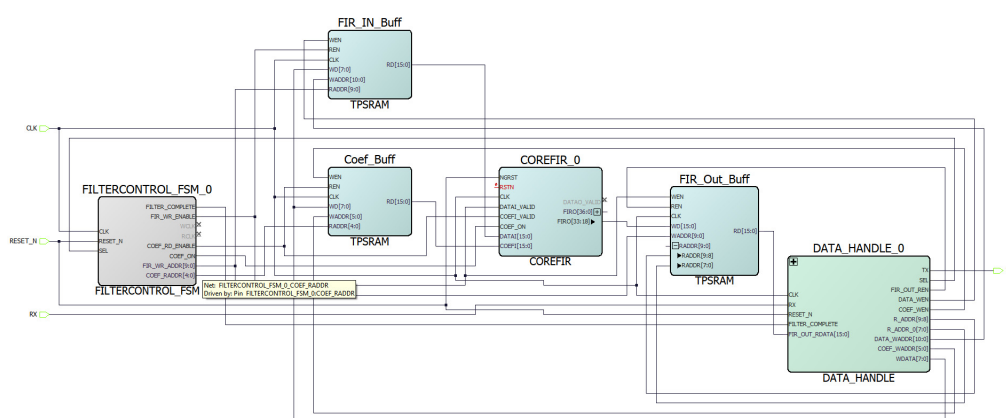 FIR_IN_Buff
WEN
REN
CLK
WD[7:0]
WADDR[10:0]
RADDR[9:0]
RD[15:0]
TPSRAM
CLK
Coef_Buff
WEN
REN
CLK
WD[7:0]
WADDR[5:0]
RADDR[4:0]
RD[15:0]
TPSRAM
COREFIR_0
NGRST
RSTN
CLK
DATAI_VALID
COEFI_VALID
COEF_ON
DATAI[15:0]
COEFI[15:0]
DATAO_VALID
FIRO[36:0]
FIRO[33:18]
COREFIR
FIR_Out_Buff
WEN
REN
CLK
WD[15:0]
WADDR[9:0]
RADDR[9:0]
RADDR[9:8]
RADDR[7:0]
RD[15:0]
TPSRAM
FILTERCONTROL_FSM_0
CLK
RESET_N
SEL
FILTER_COMPLETE
FIR_WR_ENABLE
WCLK
RCLK
COEF_RD_ENABLE
COEF_ON
FIR_WR_ADDR[9:0]
COEF_RADDR[4:0]
FILTERCONTROL_FSM
RESET_N
Net: FILTERCONTROL_FSM_0_COEF_RADDR
Driven by: Pin FILTERCONTROL_FSM_0:COEF_RADDR
RX
DATA_HANDLE_0
CLK
RX
RESET_N
FILTER_COMPLETE
FIR_OUT_RDATA[15:0]
TX
SEL
FIR_OUT_REN
DATA_WEN
COEF_WEN
R_ADDR[9:8]
R_ADDR_0[7:0]
DATA_WADDR[10:0]
COEF_WADDR[5:0]
WDATA[7:0]
DATA_HANDLE